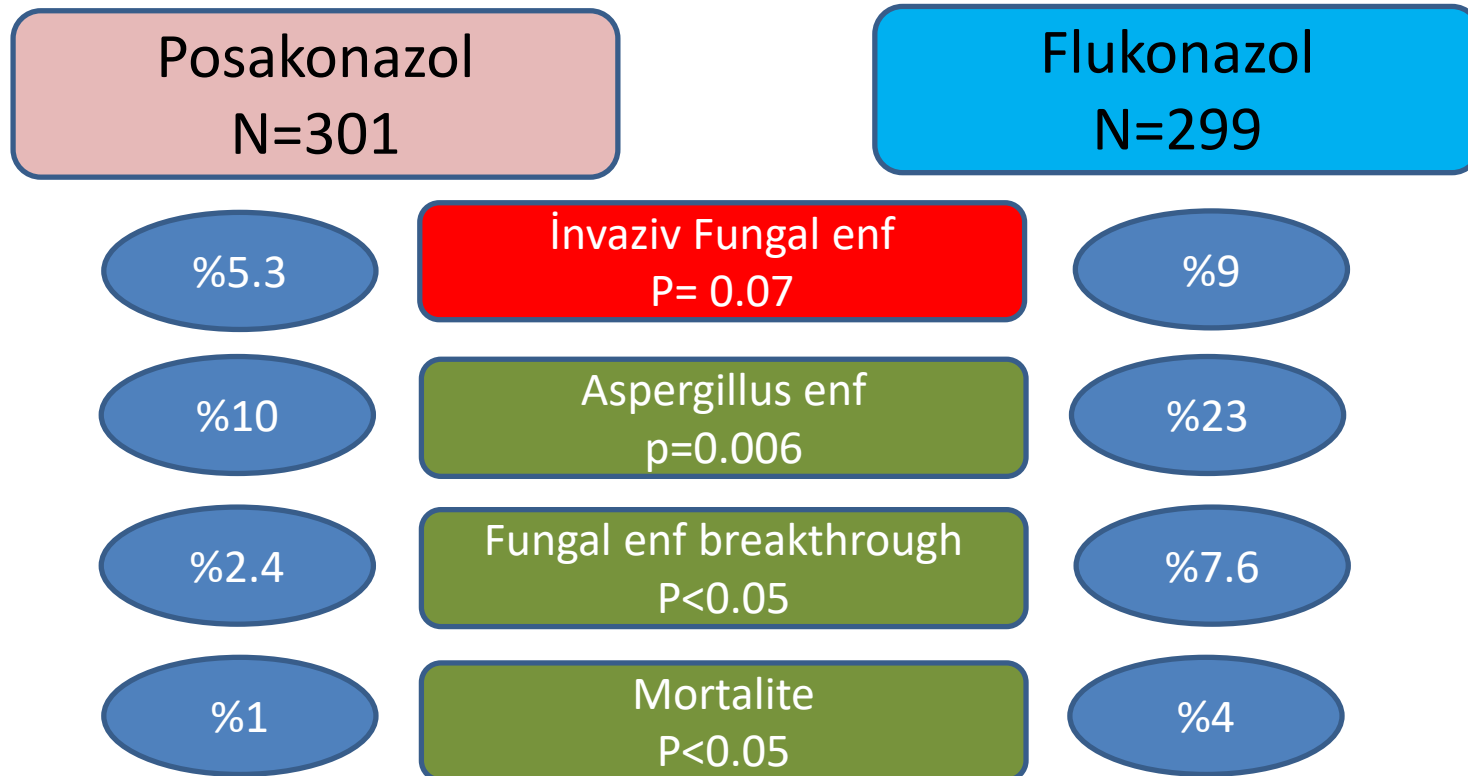 Posakonazol
N=301
Flukonazol
N=299
%5.3
İnvaziv Fungal enf
P= 0.07
%9
%10
Aspergillus enf
p=0.006
%23
%2.4
Fungal enf breakthrough
P<0.05
%7.6
%1
Mortalite
P<0.05
%4